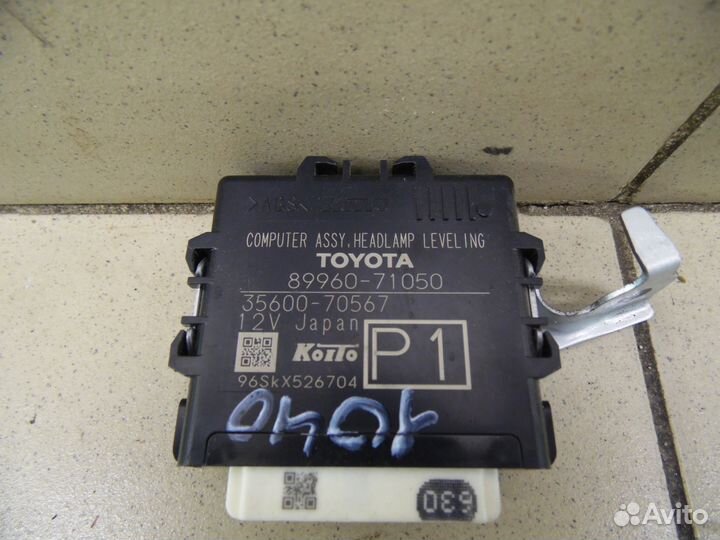 COMPUTER ASSY, HEADLAMP LEVELING
TOYOTA
89960-71050
35600-70567
12V Japan
KOITO
P1
96SkX526704
1040
630
Avito